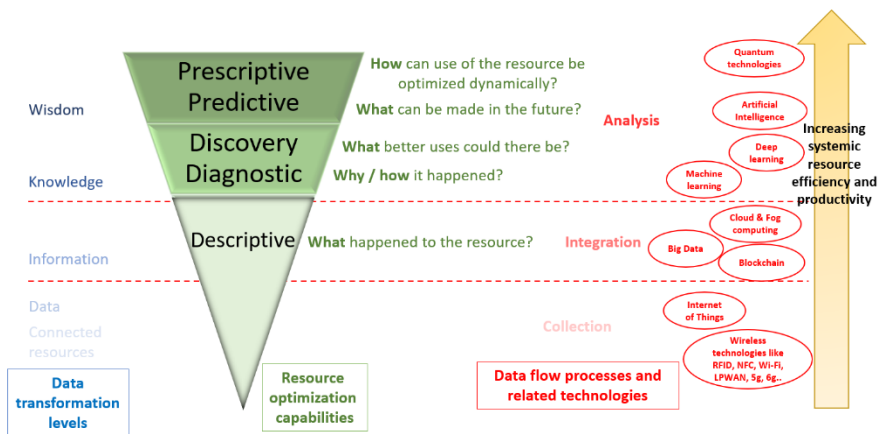 Prescriptive
Predictive
Discovery
Diagnostic
Descriptive
How can use of the resource be
optimized dynamically?
What can be made in the future?
What better uses could there be?
Why / how it happened?
What happened to the resource?
Wisdom
Knowledge
Information
Data
Connected
resources
Data
transformation
levels
Resource
optimization
capabilities
Analysis
Integration
Collection
Data flow processes and
related technologies
Quantum
technologies
Artificial
Intelligence
Deep
learning
Machine
learning
Cloud & Fog
computing
Big Data
Blockchain
Internet
of Things
Wireless
technologies like
RFID, NFC, Wi-Fi,
LPWAN, 5g, 6g..
Increasing
systemic
resource
efficiency and
productivity